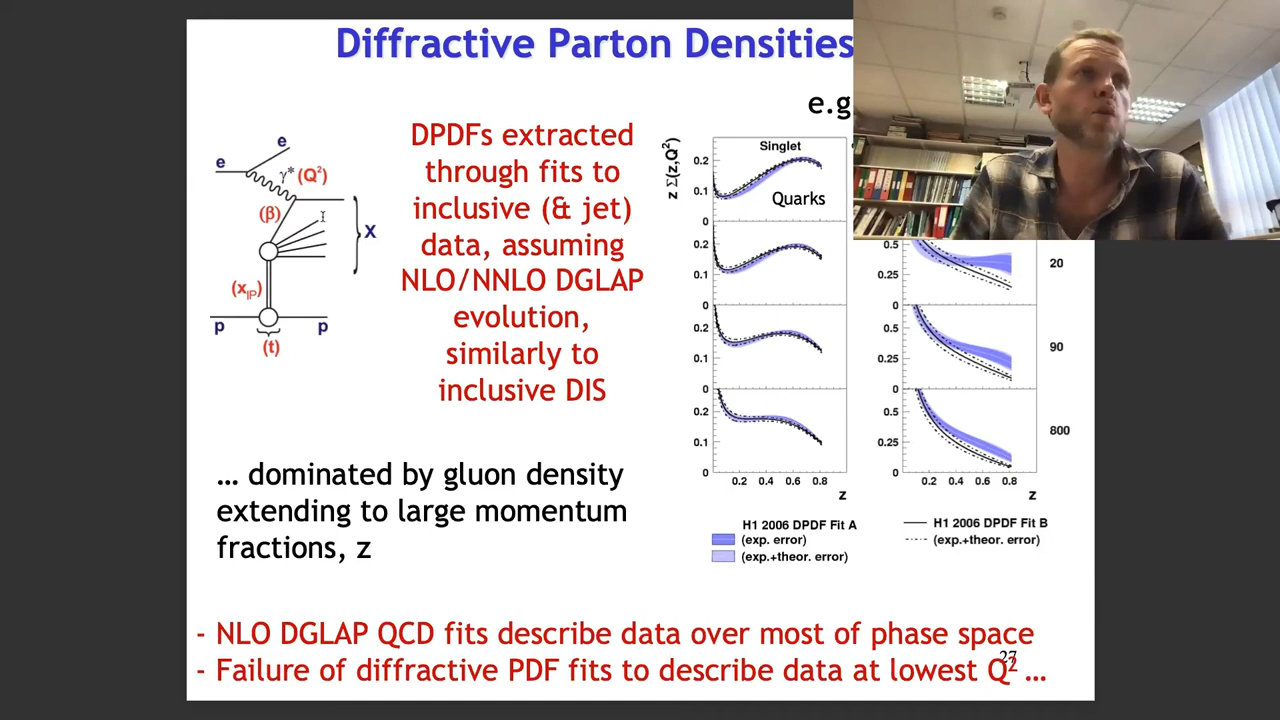 Diffractive Parton Densities
e.g
DPDFs extracted
through fits to
inclusive (& jet)
data, assuming
NLO/NNLO DGLAP
evolution,
similarly to
inclusive DIS
e
e
γ* (Q²)
(β)
X
(x_IP)
p
p
(t)
z Σ(z,Q²)
Singlet
Quarks
0.2
0.1
0
0.2
0.1
0
0.2
0.1
0
0.2
0.1
0
0.2 0.4 0.6 0.8
z
0.25
0
0.5
0.25
0
0.5
0.25
0
0.2 0.4 0.6 0.8
z
20
90
800
H1 2006 DPDF Fit A
(exp. error)
(exp.+theor. error)
H1 2006 DPDF Fit B
(exp.+theor. error)
… dominated by gluon density
extending to large momentum
fractions, z
- NLO DGLAP QCD fits describe data over most of phase space
- Failure of diffractive PDF fits to describe data at lowest Q² …
27